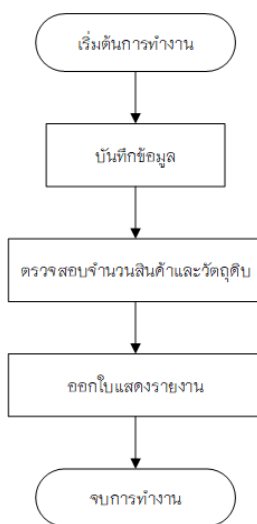 เริ่มต้นการทำงาน
บันทึกข้อมูล
ตรวจสอบจำนวนสินค้าและวัตถุดิบ
ออกใบแสดงรายงาน
จบการทำงาน